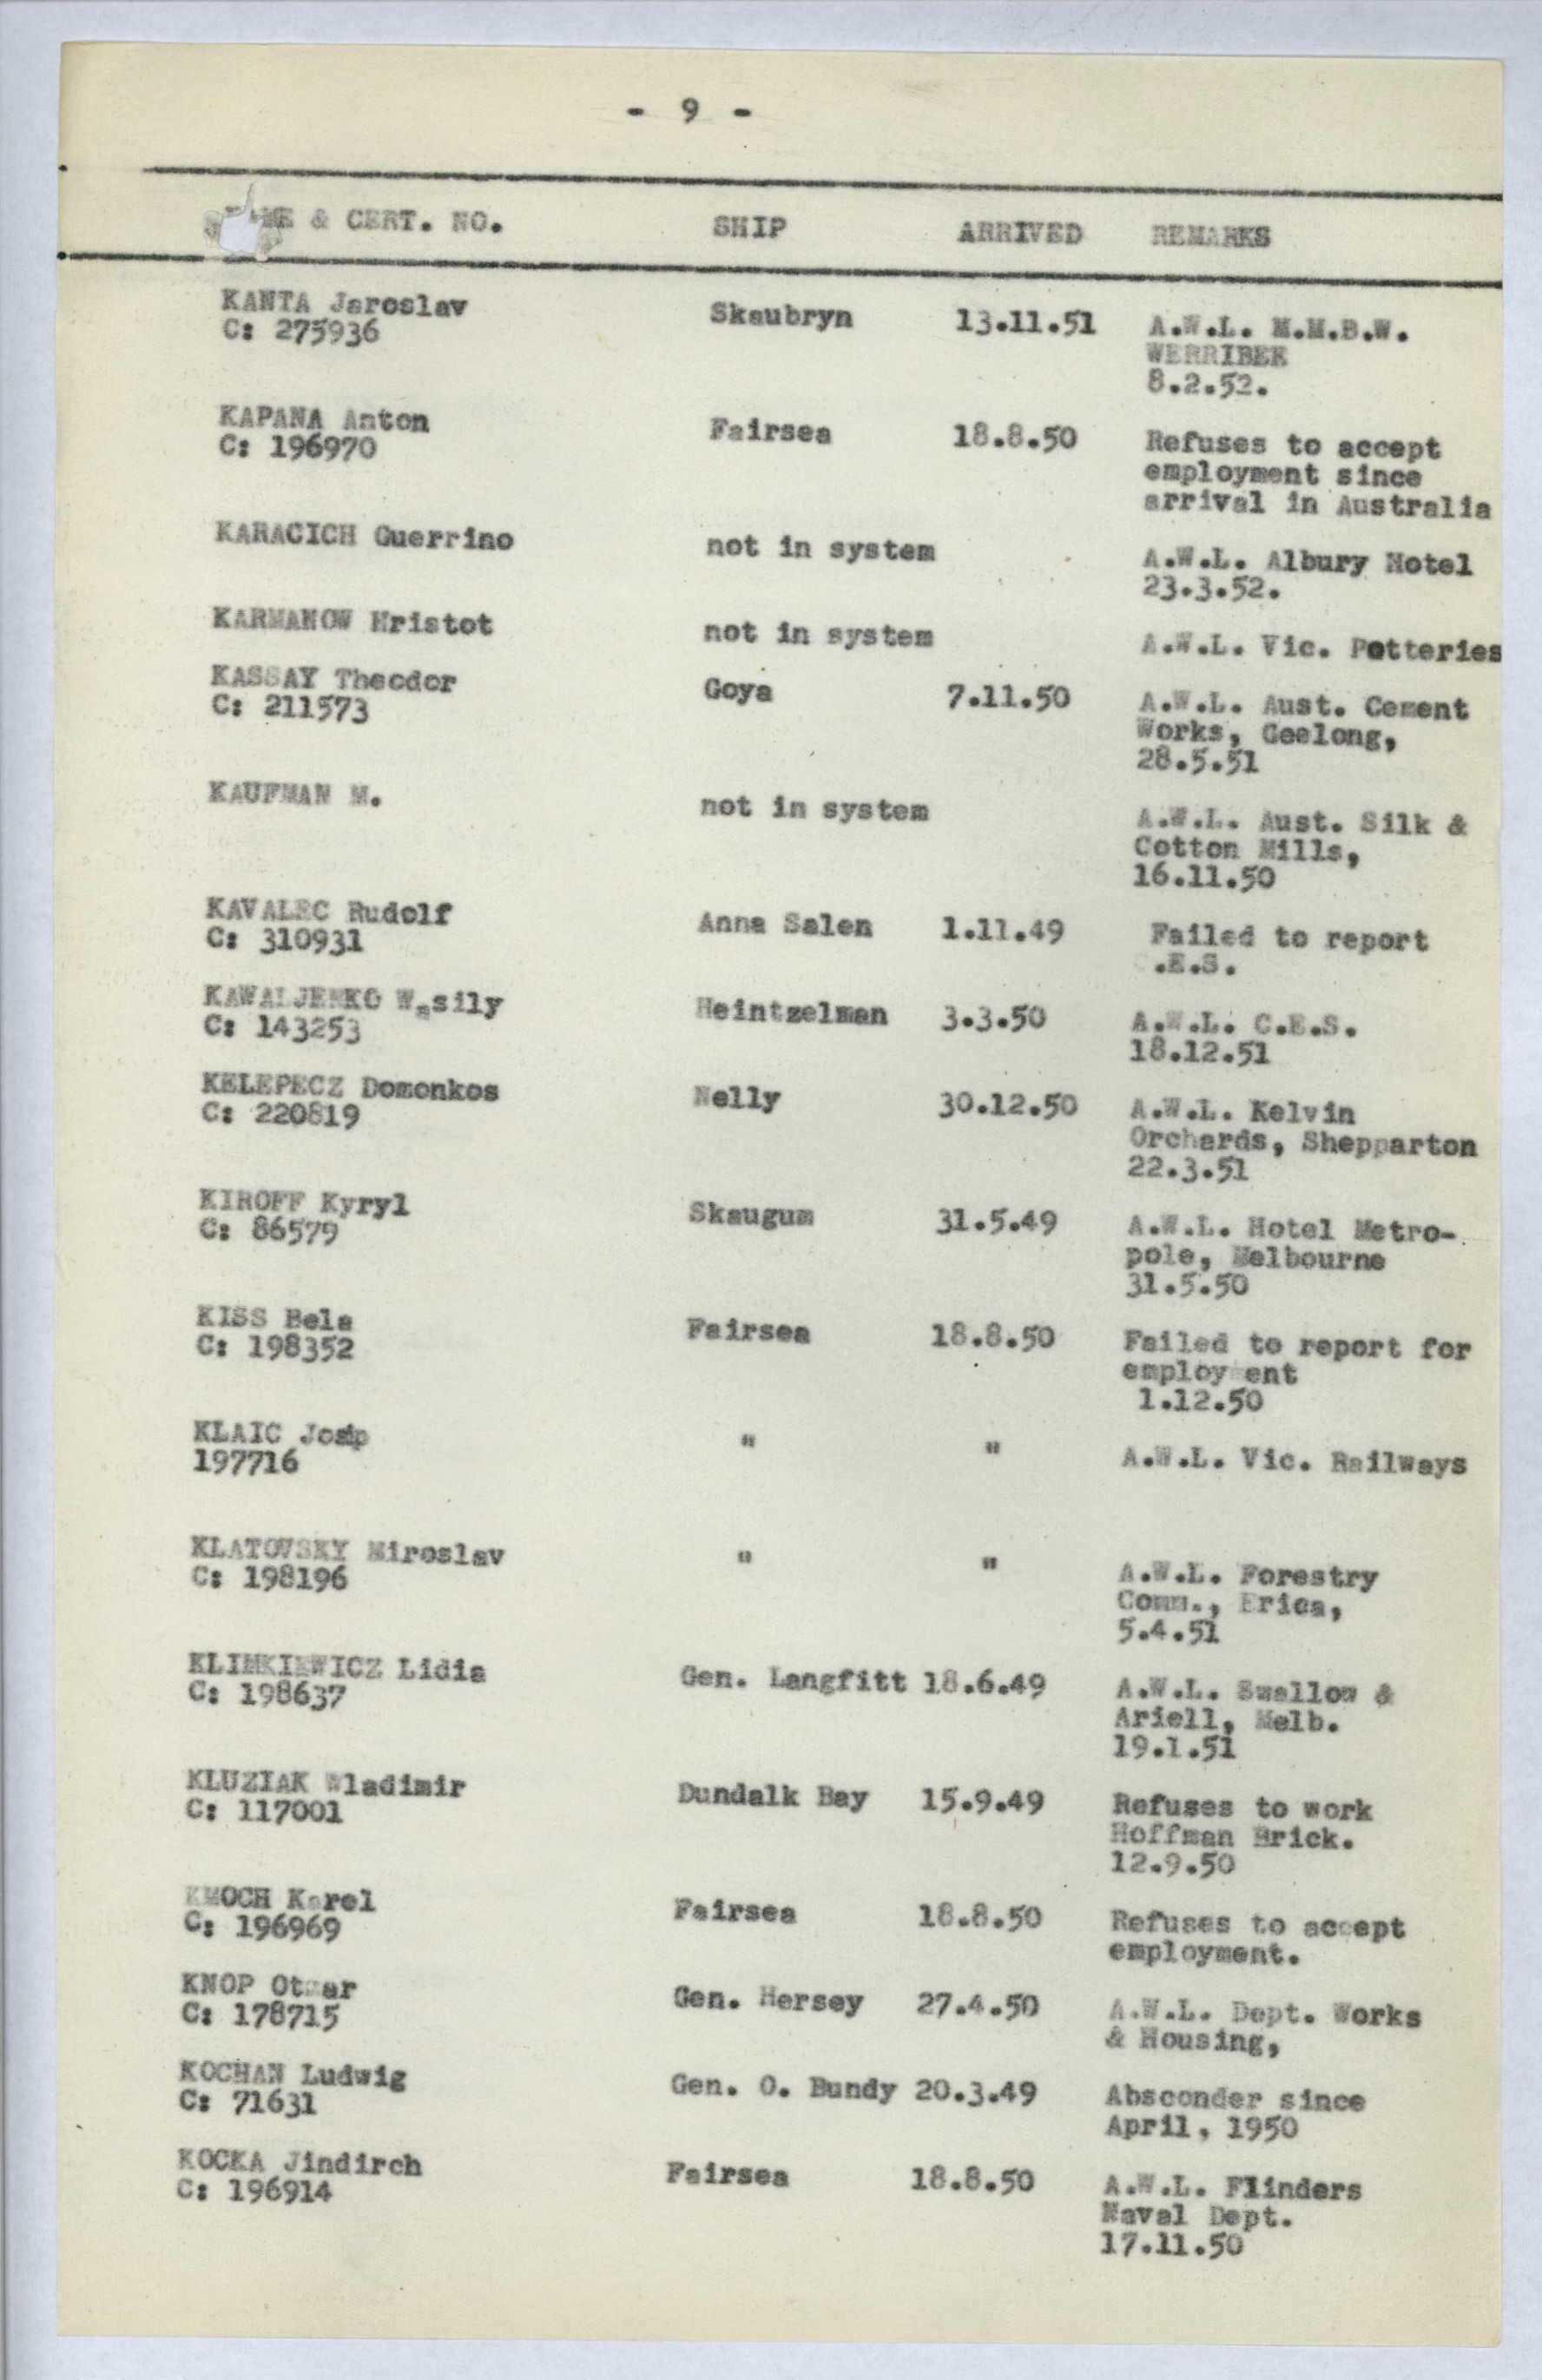 - 9 -
NAME & CERT. NO. SHIP ARRIVED REMARKS
KANTA Jaroslav Skaubryn 13.11.51 A.W.L. M.M.B.W.
C: 275936 WERRIBEE
8.2.52.
KAPANA Anton Fairsea 18.8.50 Refuses to accept
C: 196970 employment since
arrival in Australia
KARACICH Guerrino not in system A.W.L. Albury Hotel
23.3.52.
KARMANOW Hristot not in system A.W.L. Vic. Potteries
KASSAY Theodor Goya 7.11.50 A.W.L. Aust. Cement
C: 211573 Works, Geelong,
28.5.51
KAUFMAN M. not in system A.W.L. Aust. Silk &
Cotton Mills,
16.11.50
KAVALEC Rudolf Anna Salen 1.11.49 Failed to report
C: 310931 .E.S.
KAWALJENKO Wasily Heintzelman 3.3.50 A.W.L. C.E.S.
C: 143253 18.12.51
KELEPECZ Domonkos Nelly 30.12.50 A.W.L. Kelvin
C: 220819 Orchards, Shepparton
22.3.51
KIROFF Kyryl Skaugum 31.5.49 A.W.L. Hotel Metro-
C: 86579 pole, Melbourne
31.5.50
KISS Bela Fairsea 18.8.50 Failed to report for
C: 198352 employment
1.12.50
KLAIC Josip " " A.W.L. Vic. Railways
197716
KLATOVSKY Miroslav " " A.W.L. Forestry
C: 198196 Comm., Erica,
5.4.51
KLIMKIEWICZ Lidia Gen. Langfitt 18.6.49 A.W.L. Swallow &
C: 198637 Ariell, Melb.
19.1.51
KLUZIAK Wladimir Dundalk Bay 15.9.49 Refuses to work
C: 117001 Hoffman Brick.
12.9.50
KMOCH Karel Fairsea 18.8.50 Refuses to accept
C: 196969 employment.
KNOP Otmar Gen. Hersey 27.4.50 A.W.L. Dept. Works
C: 178715 & Housing,
KOCHAN Ludwig Gen. O. Bundy 20.3.49 Absconder since
C: 71631 April, 1950
KOCKA Jindirch Fairsea 18.8.50 A.W.L. Flinders
C: 196914 Naval Dept.
17.11.50